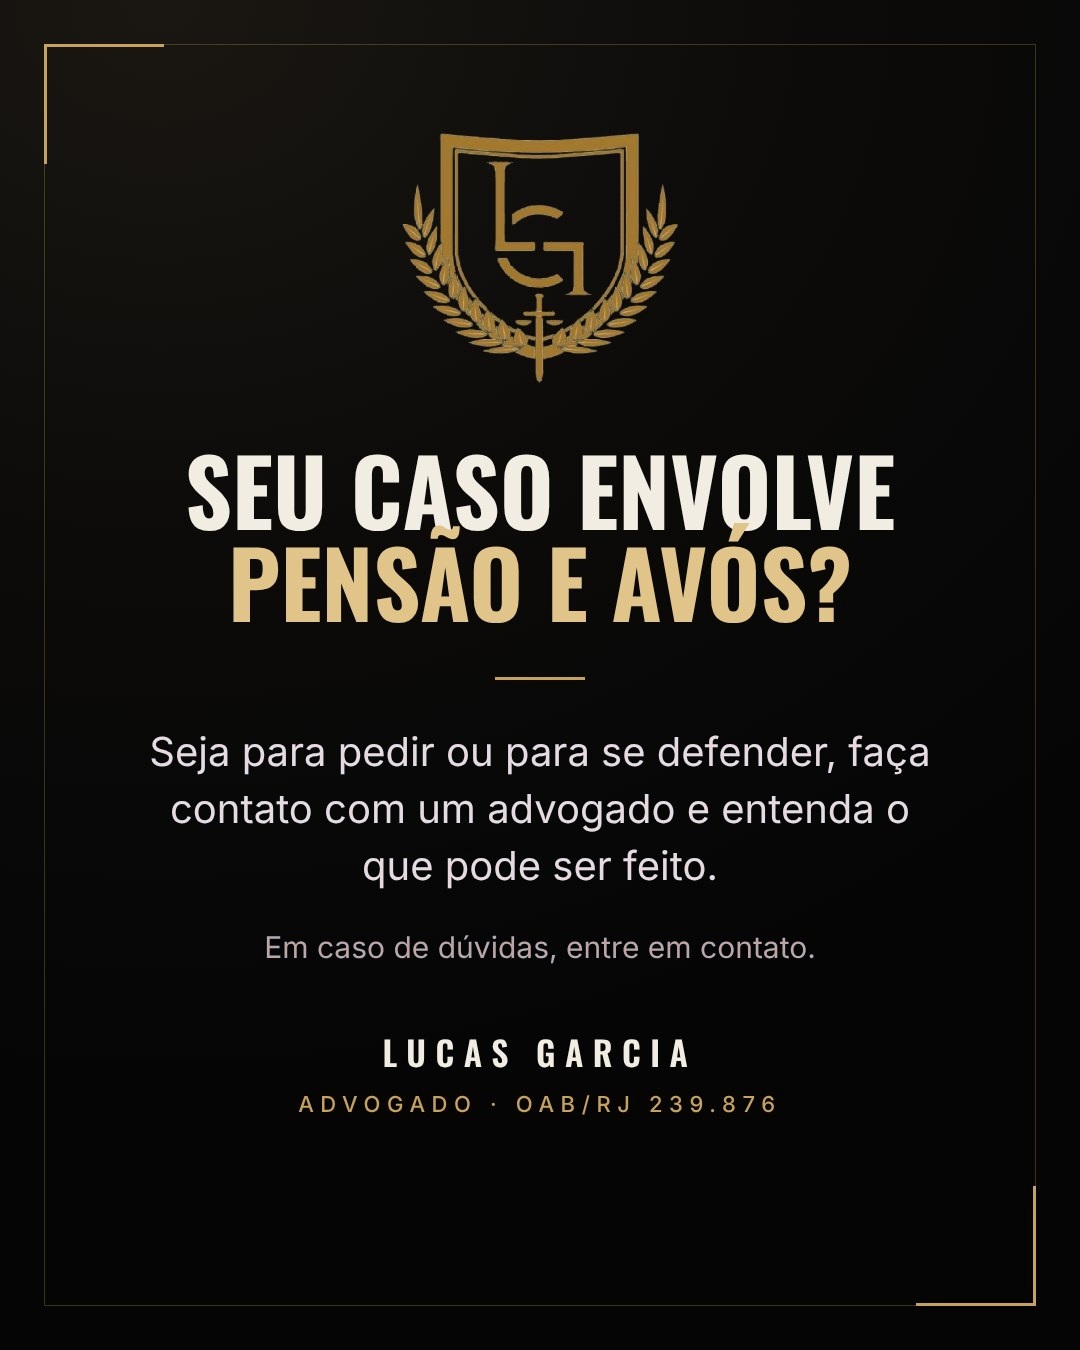 LG
SEU CASO ENVOLVE
PENSÃO E AVÓS?
Seja para pedir ou para se defender, faça
contato com um advogado e entenda o
que pode ser feito.
Em caso de dúvidas, entre em contato.
LUCAS GARCIA
ADVOGADO · OAB/RJ 239.876